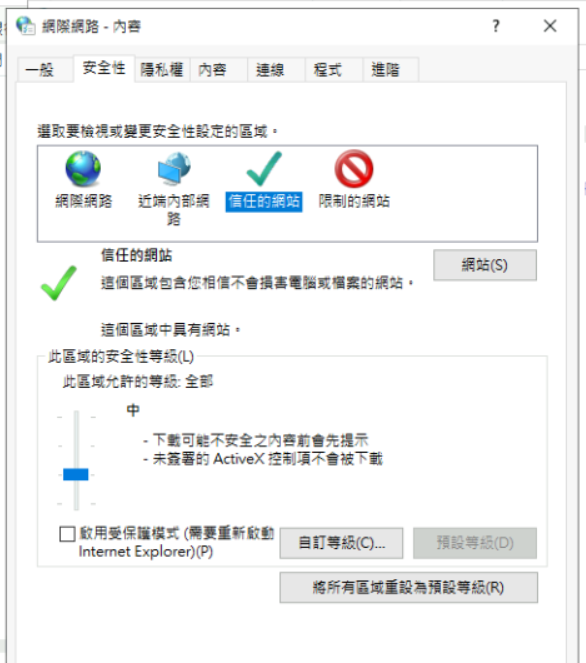 網際網路 - 內容
?
一般 安全性 隱私權 內容 連線 程式 進階
選取要檢視或變更安全性設定的區域。
網際網路 近端內部網路 信任的網站 限制的網站
信任的網站
網站(S)
這個區域包含您相信不會損害電腦或檔案的網站。
這個區域中具有網站。
此區域的安全性等級(L)
此區域允許的等級: 全部
中
- 下載可能不安全之內容前會先提示
- 未簽署的 ActiveX 控制項不會被下載
啟用受保護模式 (需要重新啟動
Internet Explorer)(P)
自訂等級(C)...
預設等級(D)
將所有區域重設為預設等級(R)